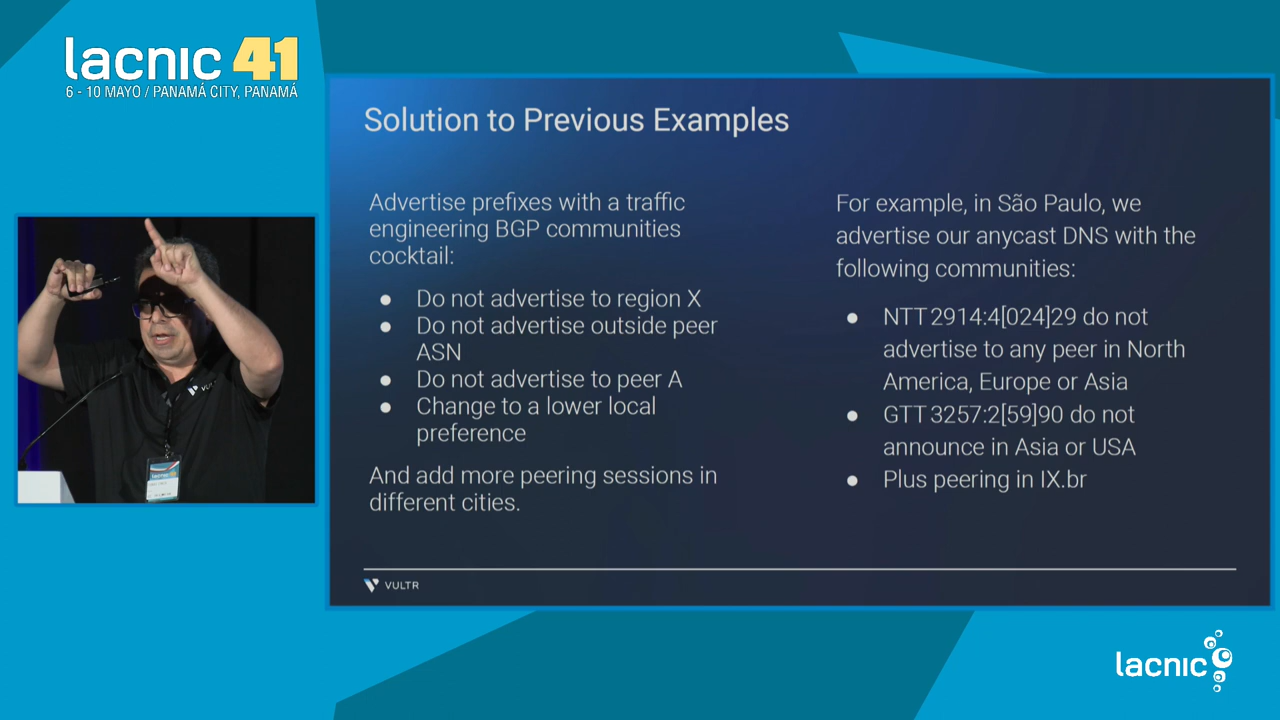 lacnic 41
6 - 10 MAYO / PANAMÁ CITY, PANAMÁ
Solution to Previous Examples
Advertise prefixes with a traffic
engineering BGP communities
cocktail:
● Do not advertise to region X
● Do not advertise outside peer
ASN
● Do not advertise to peer A
● Change to a lower local
preference
And add more peering sessions in
different cities.
For example, in São Paulo, we
advertise our anycast DNS with the
following communities:
● NTT 2914:4[024]29 do not
advertise to any peer in North
America, Europe or Asia
● GTT 3257:2[59]90 do not
announce in Asia or USA
● Plus peering in IX.br
VULTR
lacnic